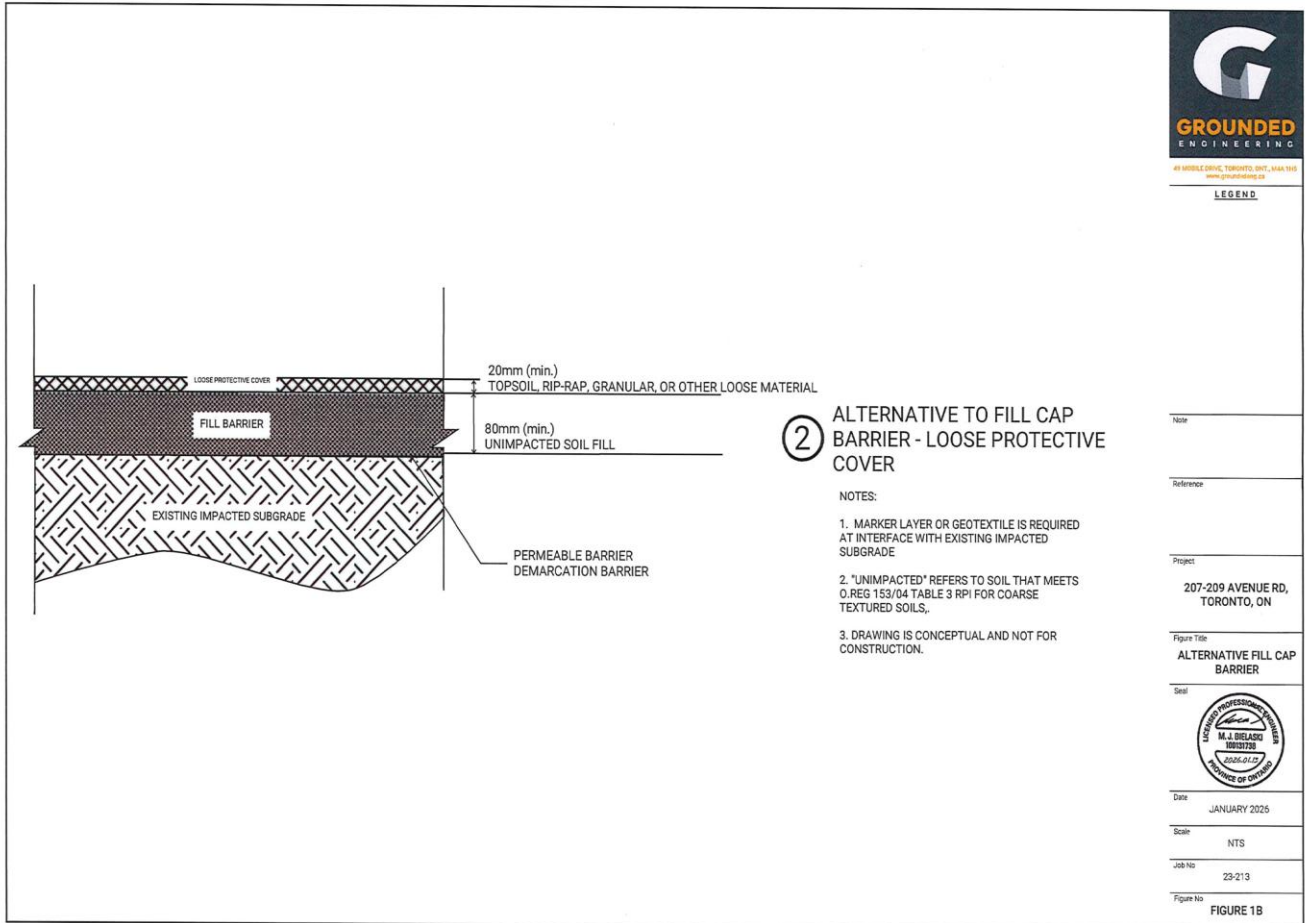 GROUNDED
ENGINEERING
49 MOBILE DRIVE, TORONTO, ONT., M4A 1H5
www.groundedeng.ca
LEGEND
LOOSE PROTECTIVE COVER
FILL BARRIER
EXISTING IMPACTED SUBGRADE
20mm (min.)
TOPSOIL, RIP-RAP, GRANULAR, OR OTHER LOOSE MATERIAL
80mm (min.)
UNIMPACTED SOIL FILL
PERMEABLE BARRIER
DEMARCATION BARRIER
2
ALTERNATIVE TO FILL CAP
BARRIER - LOOSE PROTECTIVE
COVER
NOTES:
1. MARKER LAYER OR GEOTEXTILE IS REQUIRED
AT INTERFACE WITH EXISTING IMPACTED
SUBGRADE
2. "UNIMPACTED" REFERS TO SOIL THAT MEETS
O.REG 153/04 TABLE 3 RPI FOR COARSE
TEXTURED SOILS,.
3. DRAWING IS CONCEPTUAL AND NOT FOR
CONSTRUCTION.
Note
Reference
Project
207-209 AVENUE RD,
TORONTO, ON
Figure Title
ALTERNATIVE FILL CAP
BARRIER
Seal
LICENSED PROFESSIONAL ENGINEER
M. J. BIELASKI
100131738
PROVINCE OF ONTARIO
Date
JANUARY 2026
Scale
NTS
Job No
23-213
Figure No
FIGURE 1B